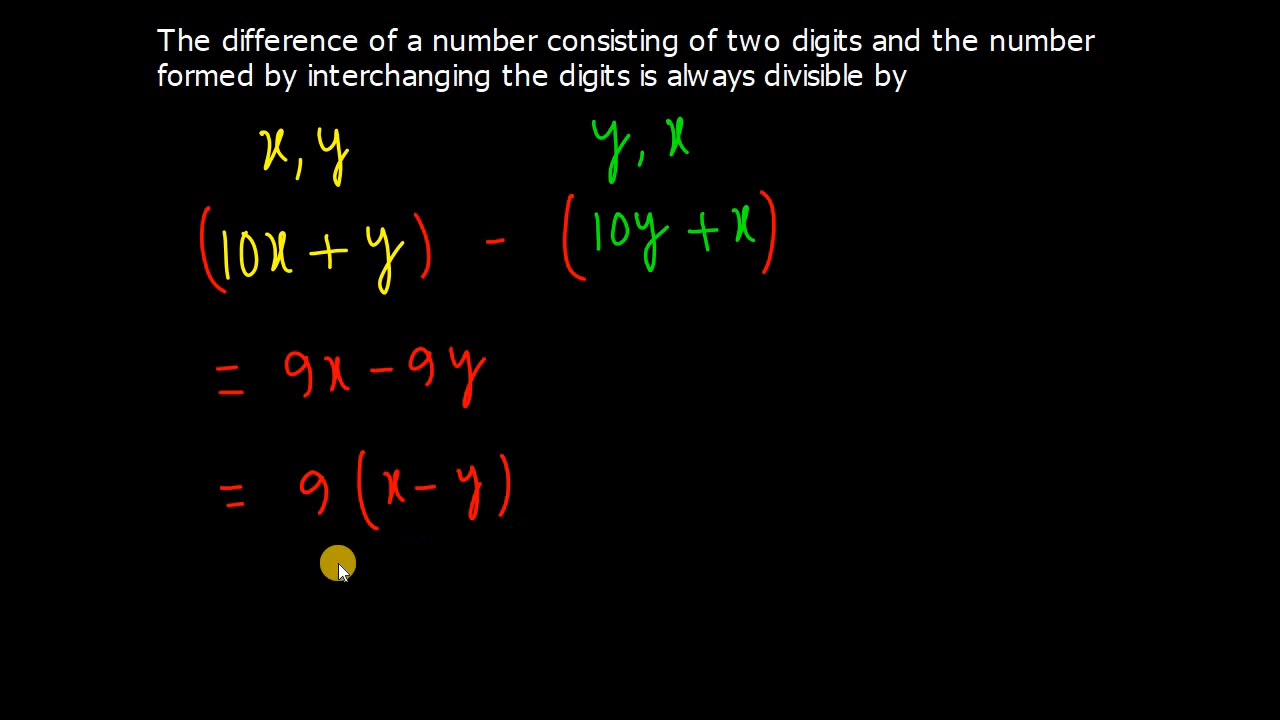 The difference of a number consisting of two digits and the number
formed by interchanging the digits is always divisible by
x, y y, x
(10x + y) - (10y + x)
= 9x - 9y
= 9(x - y)